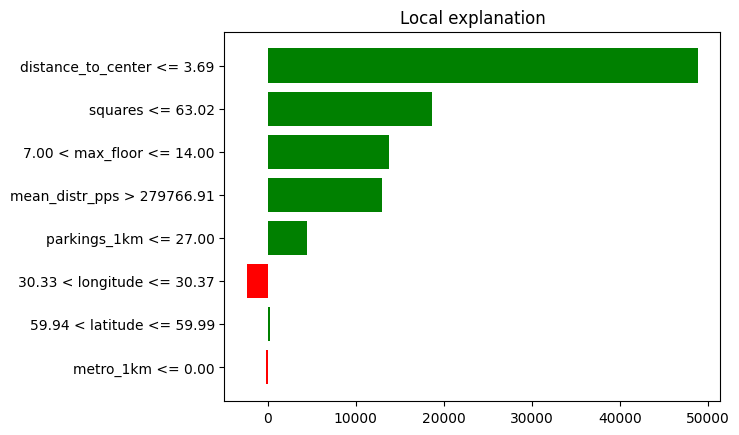 Local explanation
distance_to_center <= 3.69
squares <= 63.02
7.00 < max_floor <= 14.00
mean_distr_pps > 279766.91
parkings_1km <= 27.00
30.33 < longitude <= 30.37
59.94 < latitude <= 59.99
metro_1km <= 0.00
0 10000 20000 30000 40000 50000